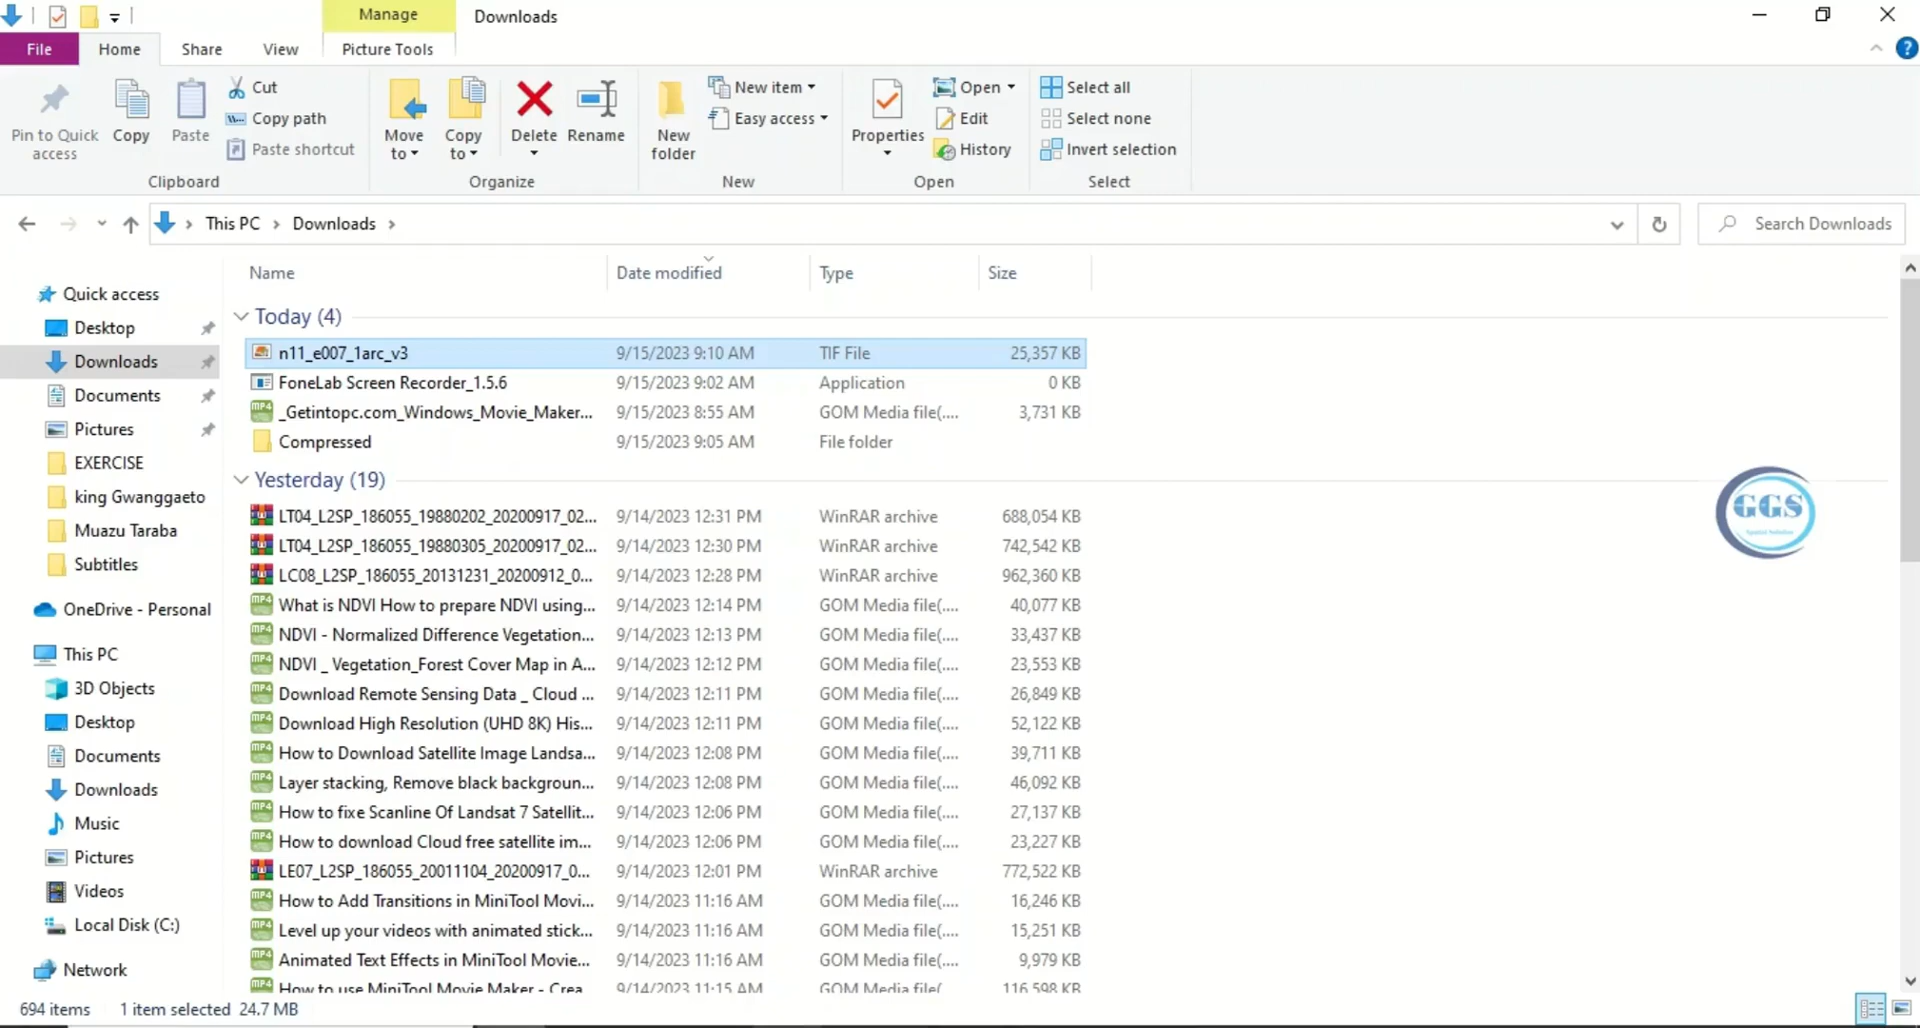 Manage
Downloads
File
Home
Share
View
Picture Tools
Pin to Quick access
Copy
Paste
Cut
Copy path
Paste shortcut
Clipboard
Move to
Copy to
Delete
Rename
Organize
New folder
New item
Easy access
New
Properties
Open
Edit
History
Open
Select all
Select none
Invert selection
Select
This PC
Downloads
Search Downloads
Name
Date modified
Type
Size
Quick access
Desktop
Downloads
Documents
Pictures
EXERCISE
king Gwanggaeto
Muazu Taraba
Subtitles
OneDrive - Personal
This PC
3D Objects
Desktop
Documents
Downloads
Music
Pictures
Videos
Local Disk (C:)
Network
Today (4)
n11_e007_1arc_v3 9/15/2023 9:10 AM TIF File 25,357 KB
FoneLab Screen Recorder_1.5.6 9/15/2023 9:02 AM Application 0 KB
_Getintopc.com_Windows_Movie_Maker... 9/15/2023 8:55 AM GOM Media file(.... 3,731 KB
Compressed 9/15/2023 9:05 AM File folder
Yesterday (19)
LT04_L2SP_186055_19880202_20200917_02... 9/14/2023 12:31 PM WinRAR archive 688,054 KB
LT04_L2SP_186055_19880305_20200917_02... 9/14/2023 12:30 PM WinRAR archive 742,542 KB
LC08_L2SP_186055_20131231_20200912_0... 9/14/2023 12:28 PM WinRAR archive 962,360 KB
What is NDVI How to prepare NDVI using... 9/14/2023 12:14 PM GOM Media file(.... 40,077 KB
NDVI - Normalized Difference Vegetation... 9/14/2023 12:13 PM GOM Media file(.... 33,437 KB
NDVI _ Vegetation_Forest Cover Map in A... 9/14/2023 12:12 PM GOM Media file(.... 23,553 KB
Download Remote Sensing Data _ Cloud ... 9/14/2023 12:11 PM GOM Media file(.... 26,849 KB
Download High Resolution (UHD 8K) His... 9/14/2023 12:11 PM GOM Media file(.... 52,122 KB
How to Download Satellite Image Landsa... 9/14/2023 12:08 PM GOM Media file(.... 39,711 KB
Layer stacking, Remove black backgroun... 9/14/2023 12:08 PM GOM Media file(.... 46,092 KB
How to fixe Scanline Of Landsat 7 Satellit... 9/14/2023 12:06 PM GOM Media file(.... 27,137 KB
How to download Cloud free satellite im... 9/14/2023 12:06 PM GOM Media file(.... 23,227 KB
LE07_L2SP_186055_20011104_20200917_0... 9/14/2023 12:01 PM WinRAR archive 772,522 KB
How to Add Transitions in MiniTool Movi... 9/14/2023 11:16 AM GOM Media file(.... 16,246 KB
Level up your videos with animated stick... 9/14/2023 11:16 AM GOM Media file(.... 15,251 KB
Animated Text Effects in MiniTool Movie... 9/14/2023 11:16 AM GOM Media file(.... 9,979 KB
How to use MiniTool Movie Maker - Crea 9/14/2023 11:15 AM GOM Media file( 116,598 KB
GGS
694 items 1 item selected 24.7 MB